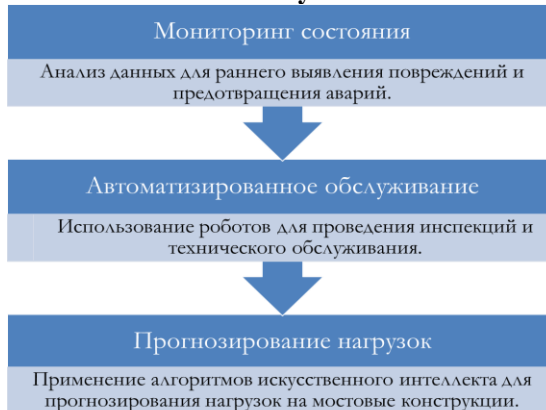 Мониторинг состояния
Анализ данных для раннего выявления повреждений и
предотвращения аварий.
Автоматизированное обслуживание
Использование роботов для проведения инспекций и
технического обслуживания.
Прогнозирование нагрузок
Применение алгоритмов искусственного интеллекта для
прогнозирования нагрузок на мостовые конструкции.